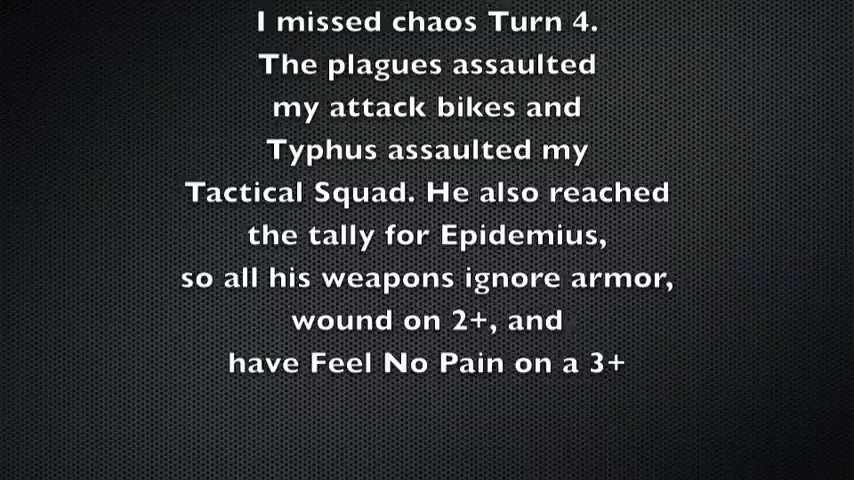 I missed chaos Turn 4.
The plagues assaulted
my attack bikes and
Typhus assaulted my
Tactical Squad. He also reached
the tally for Epidemius,
so all his weapons ignore armor,
wound on 2+, and
have Feel No Pain on a 3+